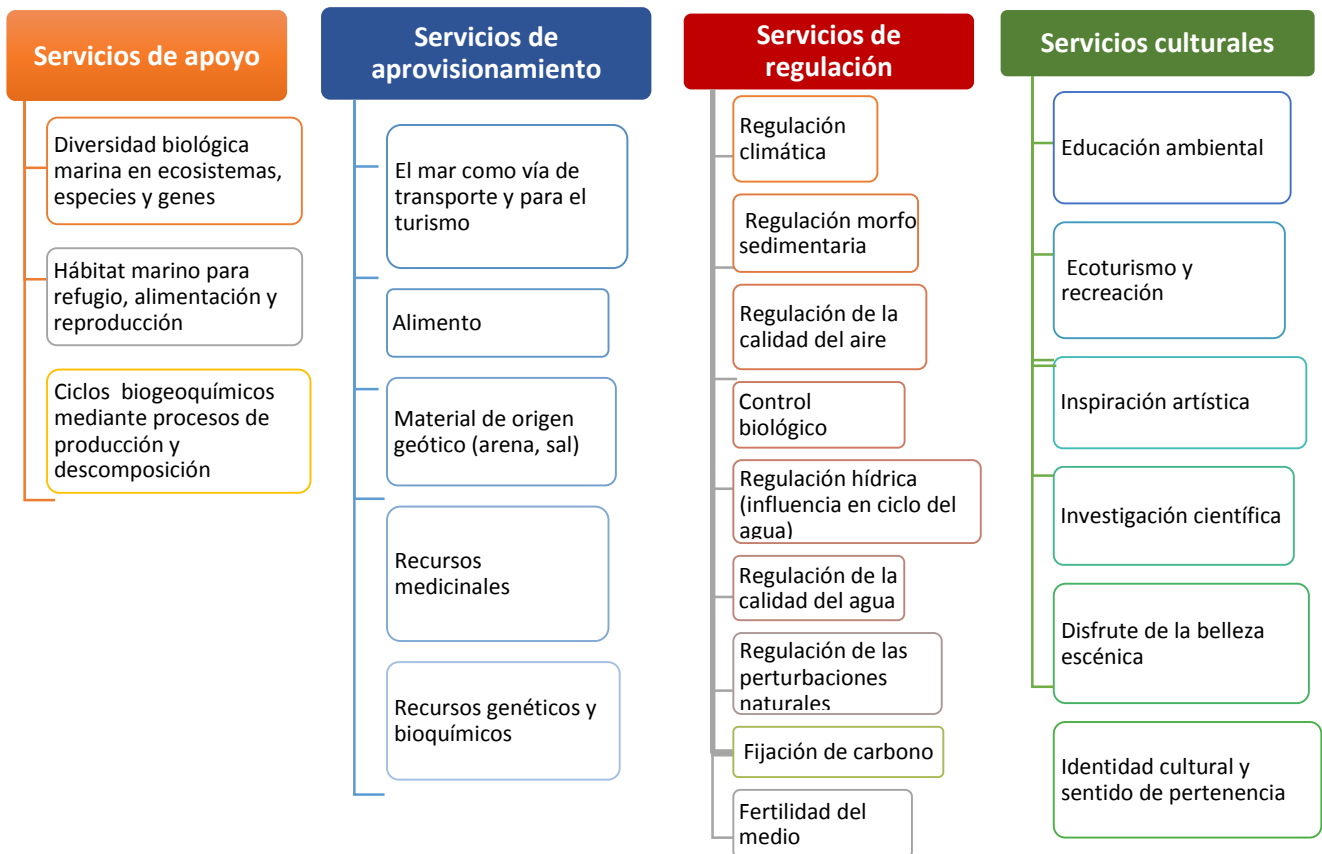 Servicios de apoyo
Diversidad biológica
marina en ecosistemas,
especies y genes
Hábitat marino para
refugio, alimentación y
reproducción
Ciclos biogeoquímicos
mediante procesos de
producción y
descomposición
Servicios de
aprovisionamiento
El mar como vía de
transporte y para el
turismo
Alimento
Material de origen
geótico (arena, sal)
Recursos
medicinales
Recursos genéticos y
bioquímicos
Servicios de
regulación
Regulación
climática
Regulación morfo
sedimentaria
Regulación de la
calidad del aire
Control
biológico
Regulación hídrica
(influencia en ciclo del
agua)
Regulación de la
calidad del agua
Regulación de las
perturbaciones
naturales
Fijación de carbono
Fertilidad del
medio
Servicios culturales
Educación ambiental
Ecoturismo y
recreación
Inspiración artística
Investigación científica
Disfrute de la belleza
escénica
Identidad cultural y
sentido de pertenencia